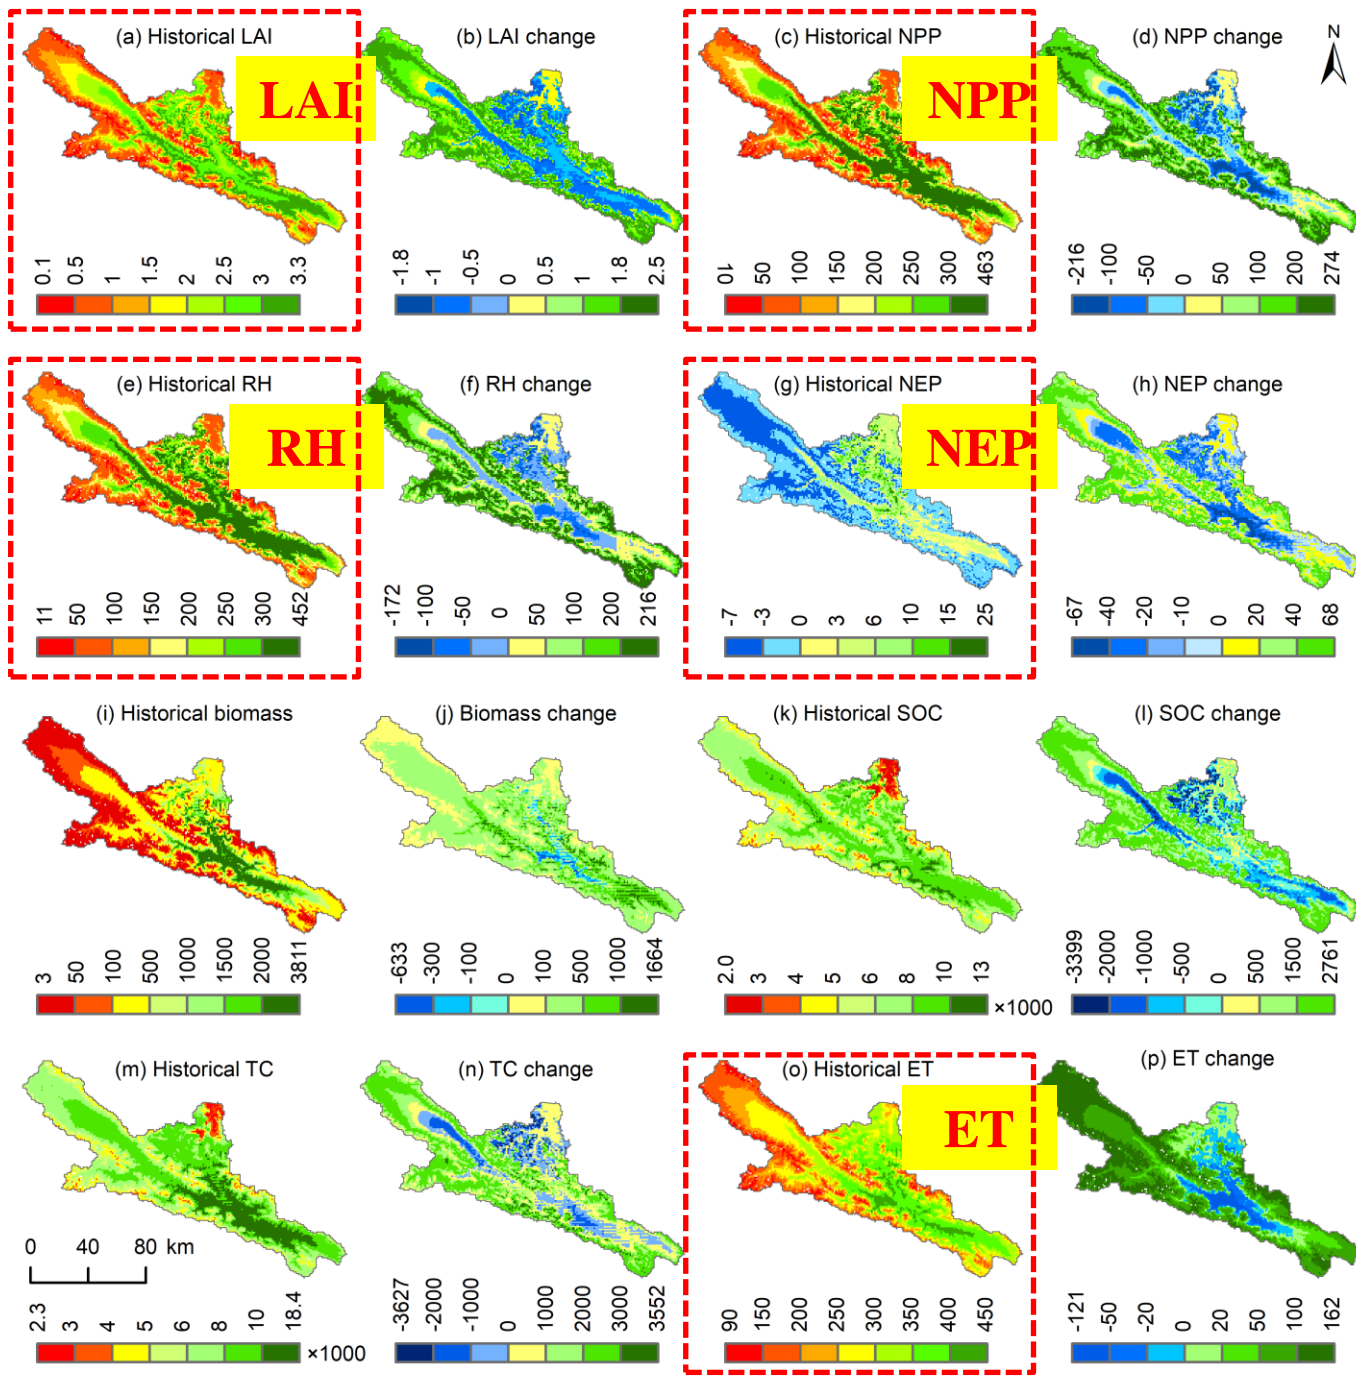 (a) Historical LAI
(b) LAI change
(c) Historical NPP
(d) NPP change
N
LAI
NPP
0.1 0.5 1 1.5 2 2.5 3 3.3
-1.8 -1 -0.5 0 0.5 1 1.8 2.5
10 50 100 150 200 250 300 463
-216 -100 -50 0 50 100 200 274
(e) Historical RH
(f) RH change
(g) Historical NEP
(h) NEP change
RH
NEP
11 50 100 150 200 250 300 452
-172 -100 -50 0 50 100 200 216
-7 -3 0 3 6 10 15 25
-67 -40 -20 -10 0 20 40 68
(i) Historical biomass
(j) Biomass change
(k) Historical SOC
(l) SOC change
3 50 100 500 1000 1500 2000 3811
-633 -300 -100 0 100 500 1000 1664
2.0 3 4 5 6 8 10 13
×1000
-3399 -2000 -1000 -500 0 500 1500 2761
(m) Historical TC
(n) TC change
(o) Historical ET
(p) ET change
ET
0 40 80 km
2.3 3 4 5 6 8 10 18.4
×1000
-3627 -2000 -1000 0 1000 2000 3000 3552
90 150 200 250 300 350 400 450
-121 -50 -20 0 20 50 100 162